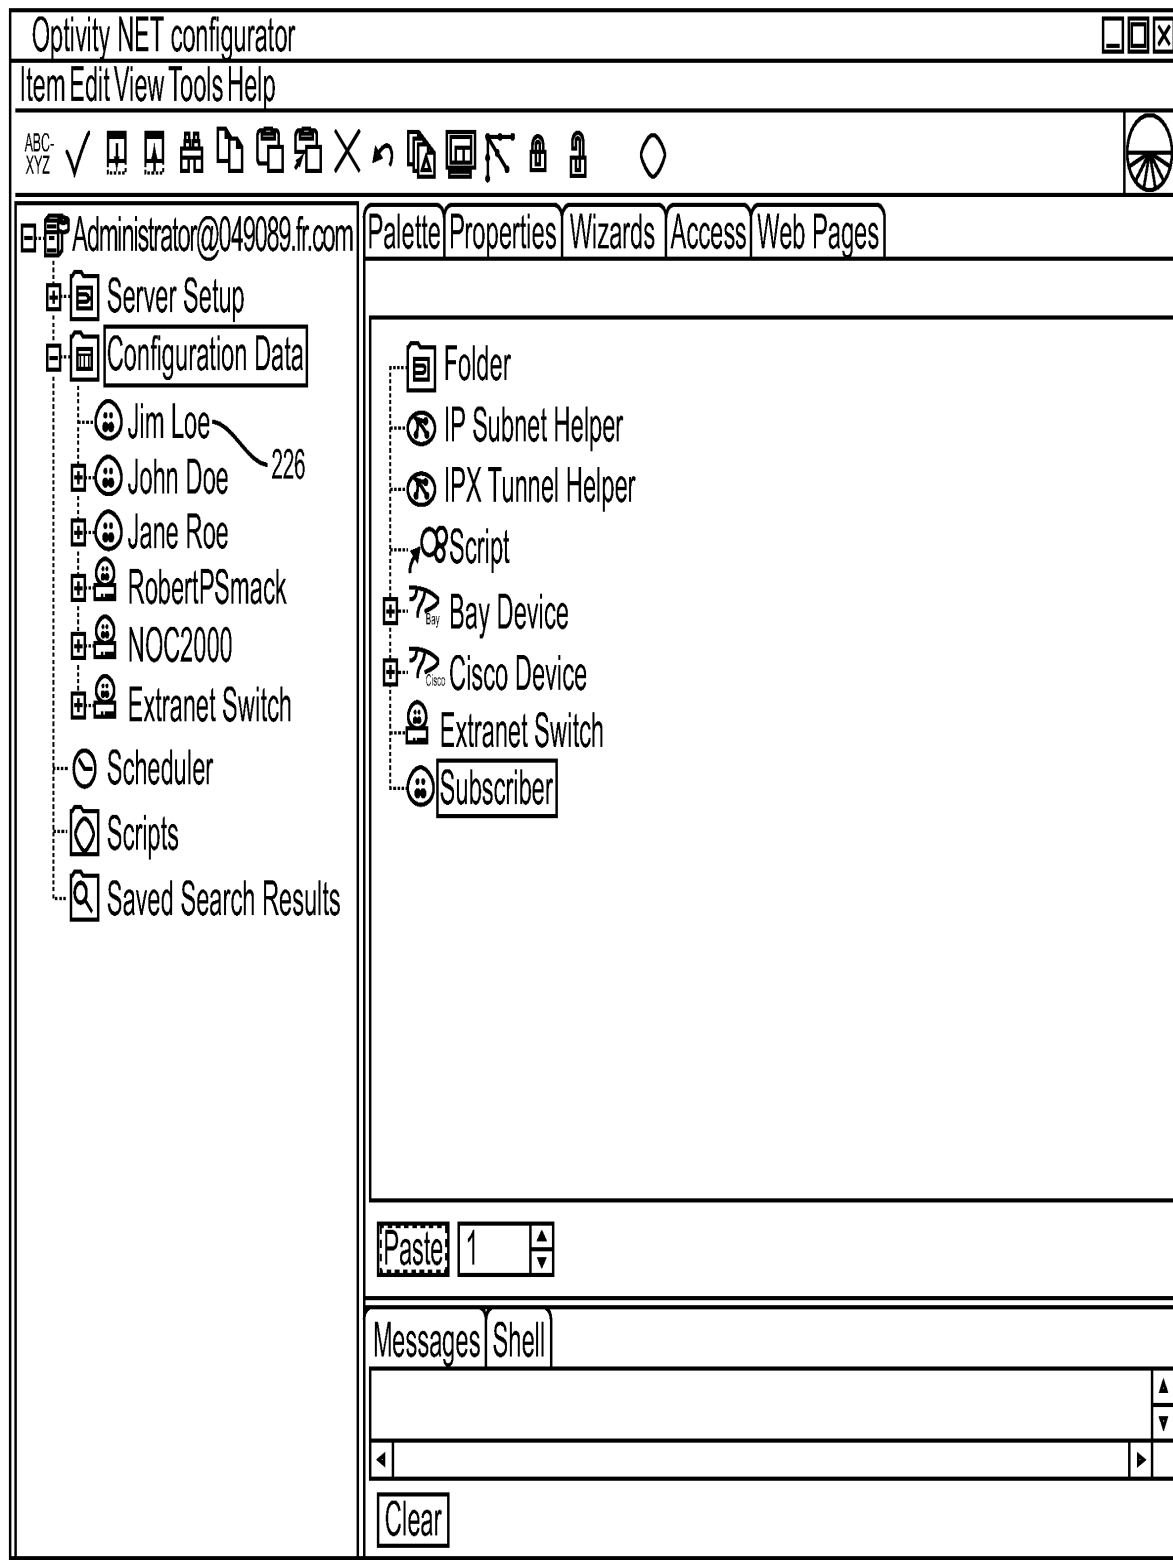 Optivity NET configurator
Item Edit View Tools Help
ABC-
XYZ
Administrator@049089.fr.com
Server Setup
Configuration Data
Jim Loe
226
John Doe
Jane Roe
RobertPSmack
NOC2000
Extranet Switch
Scheduler
Scripts
Saved Search Results
Palette Properties Wizards Access Web Pages
Folder
IP Subnet Helper
IPX Tunnel Helper
Script
Bay Bay Device
Cisco Cisco Device
Extranet Switch
Subscriber
Paste 1
Messages Shell
Clear